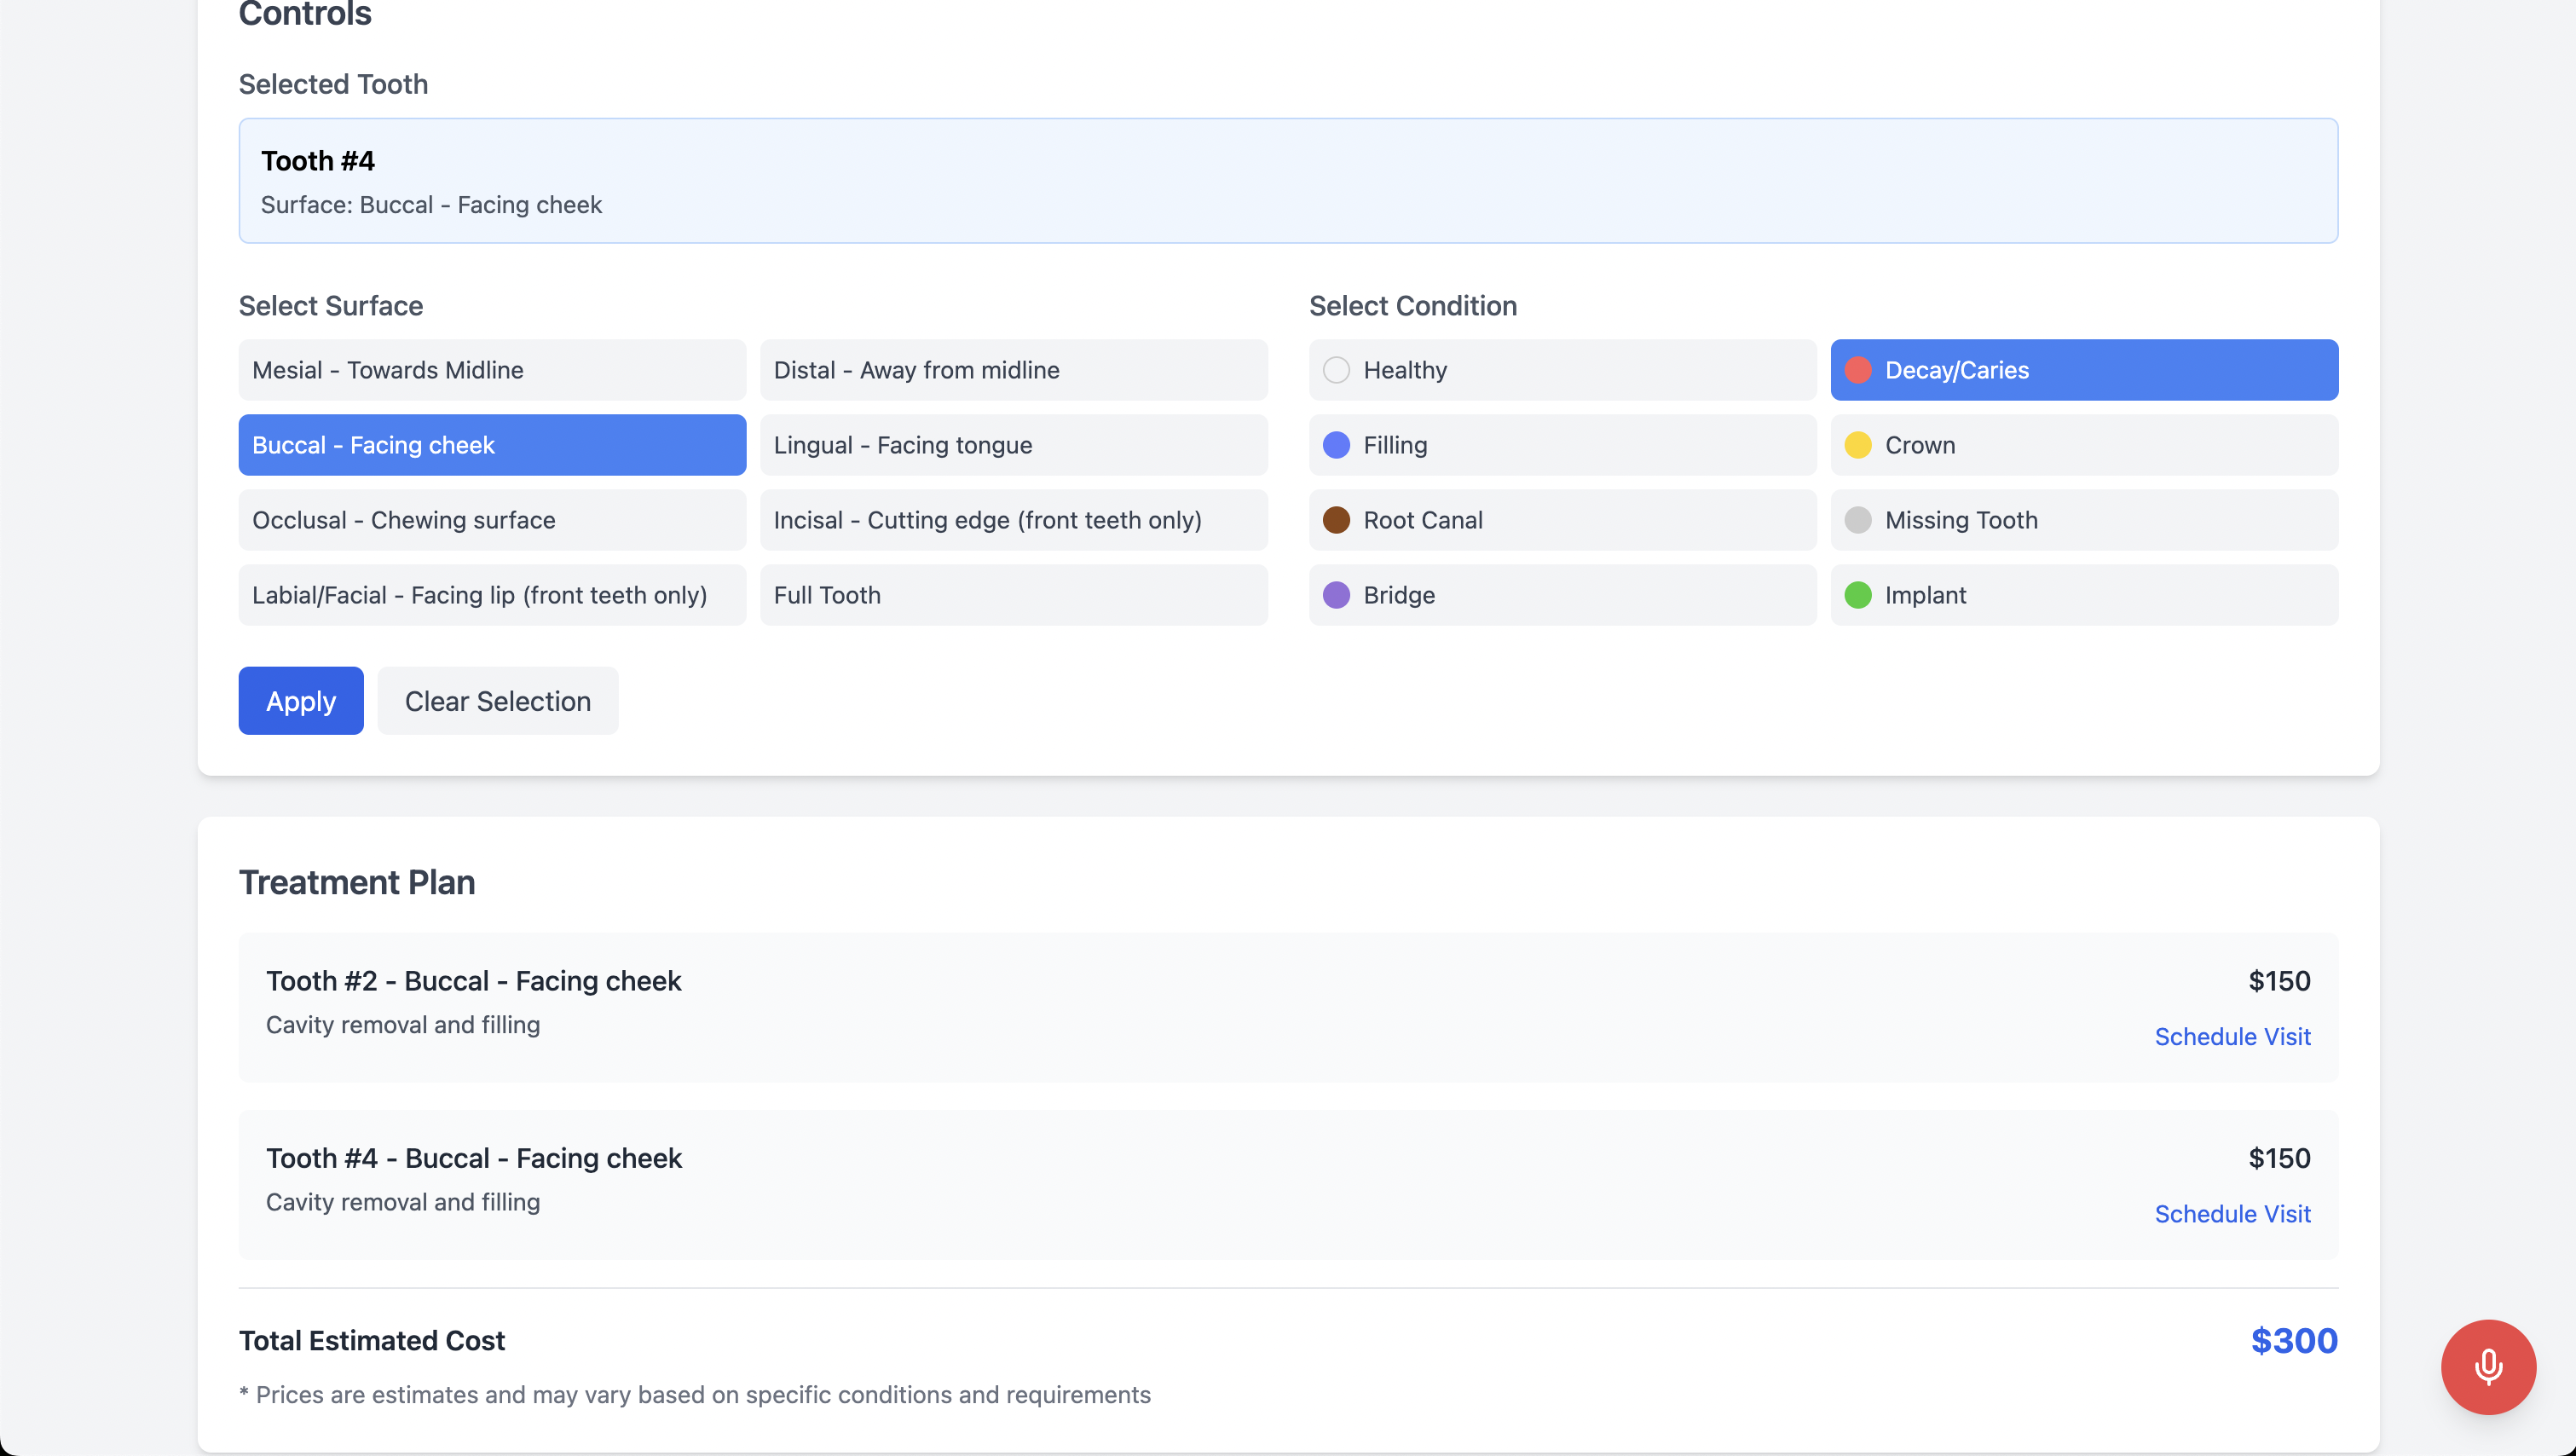 Controls
Selected Tooth
Tooth #4
Surface: Buccal - Facing cheek
Select Surface
Mesial - Towards Midline
Distal - Away from midline
Buccal - Facing cheek
Lingual - Facing tongue
Occlusal - Chewing surface
Incisal - Cutting edge (front teeth only)
Labial/Facial - Facing lip (front teeth only)
Full Tooth
Select Condition
Healthy
Decay/Caries
Filling
Crown
Root Canal
Missing Tooth
Bridge
Implant
Apply
Clear Selection
Treatment Plan
Tooth #2 - Buccal - Facing cheek
$150
Cavity removal and filling
Schedule Visit
Tooth #4 - Buccal - Facing cheek
$150
Cavity removal and filling
Schedule Visit
Total Estimated Cost
$300
* Prices are estimates and may vary based on specific conditions and requirements